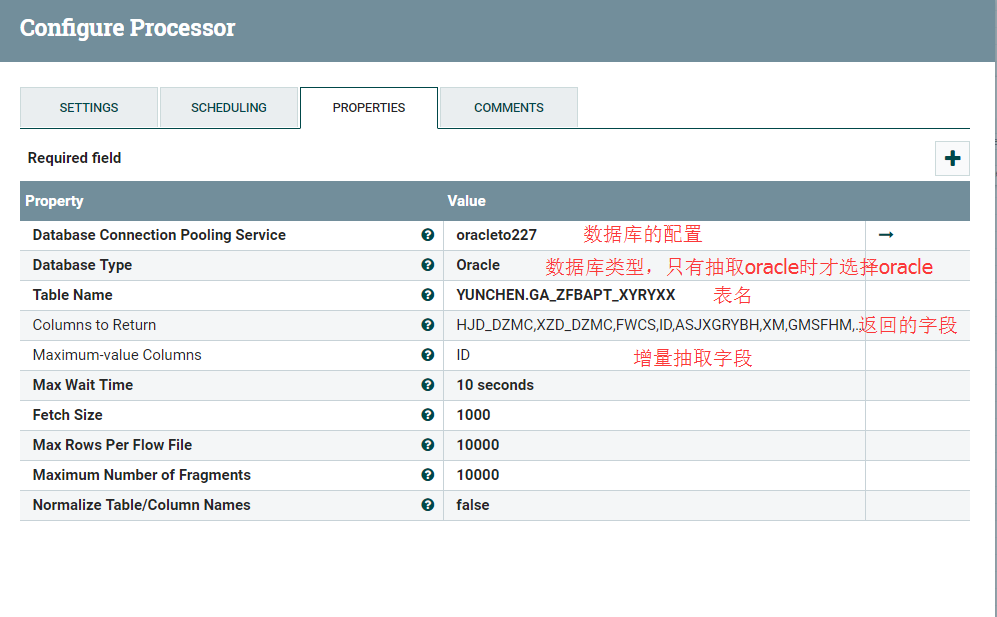 Configure Processor
SETTINGS SCHEDULING PROPERTIES COMMENTS
Required field
Property Value
Database Connection Pooling Service oracleto227 数据库的配置
Database Type Oracle 数据库类型，只有抽取oracle时才选择oracle
Table Name YUNCHEN.GA_ZFBAPT_XYRYXX 表名
Columns to Return HJD_DZMC,XZD_DZMC,FWCS,ID,ASJXGRYBH,XM,GMSFHM,... 返回的字段
Maximum-value Columns ID 增量抽取字段
Max Wait Time 10 seconds
Fetch Size 1000
Max Rows Per Flow File 10000
Maximum Number of Fragments 10000
Normalize Table/Column Names false